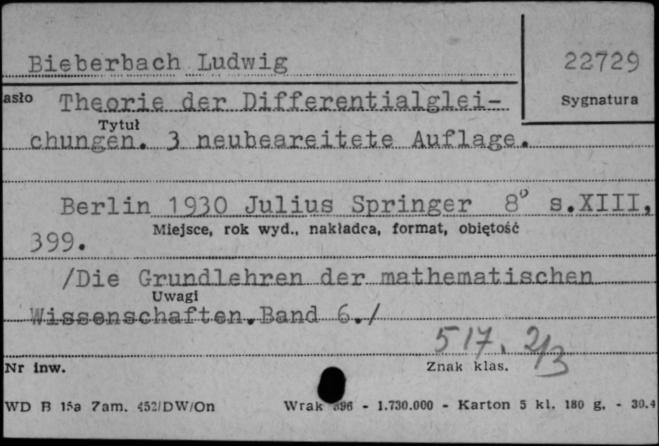 Bieberbach Ludwig
22729
asło Theorie der Differentialglei-
Sygnatura
Tytuł
chungen. 3 neubeareitete Auflage.
Berlin 1930 Julius Springer 8° s.XIII,
Miejsce, rok wyd., nakładca, format, objętość
399.
/Die Grundlehren der mathematischen
Uwagi
Wissenschaften.Band 6./
517.2/3
Nr inw.
Znak klas.
WD B 15a Zam. 452/DW/On Wrak 896 - 1.730.000 - Karton 5 kl. 180 g. - 30.4